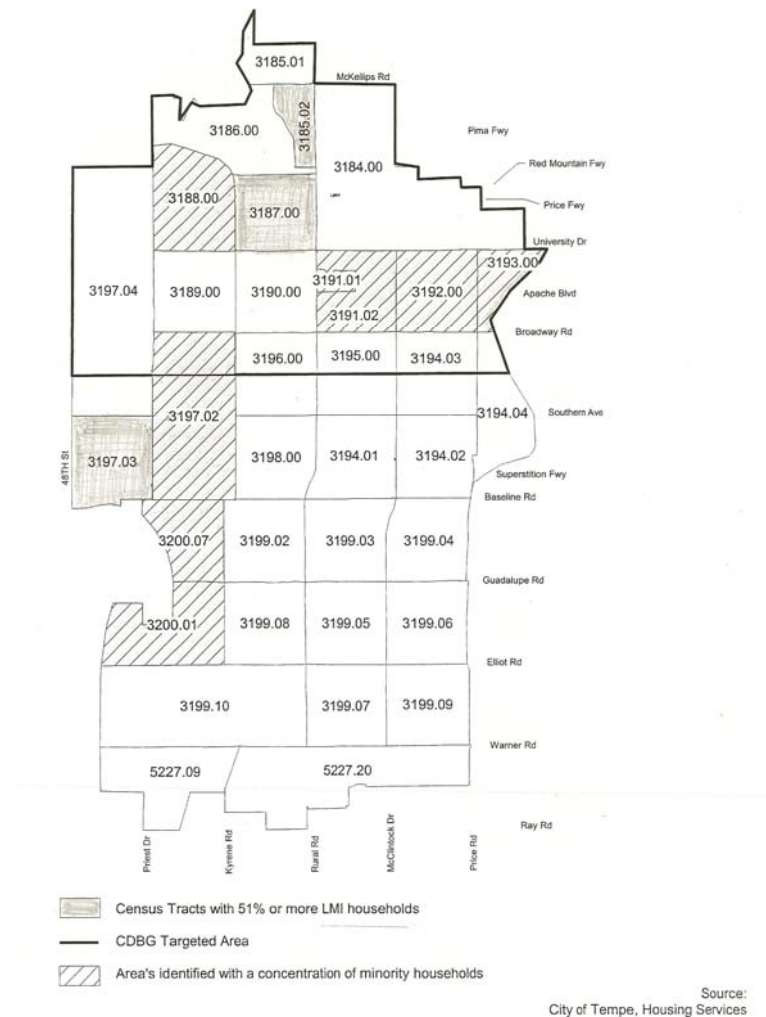 3185.01
McKellips Rd
3185.02
3186.00
Pima Fwy
3184.00
Red Mountain Fwy
3188.00
3187.00
Price Fwy
University Dr
3193.00
3191.01
3197.04
3189.00
3190.00
3192.00
Apache Blvd
3191.02
Broadway Rd
3196.00
3195.00
3194.03
3197.02
3194.04
Southern Ave
48TH St
3197.03
3198.00
3194.01
3194.02
Superstition Fwy
Baseline Rd
3200.07
3199.02
3199.03
3199.04
Guadalupe Rd
3200.01
3199.08
3199.05
3199.06
Elliot Rd
3199.10
3199.07
3199.09
Warner Rd
5227.09
5227.20
Ray Rd
Priest Dr
Kyrene Rd
Rural Rd
McClintock Dr
Price Rd
Census Tracts with 51% or more LMI households
CDBG Targeted Area
Area's identified with a concentration of minority households
Source:
City of Tempe, Housing Services